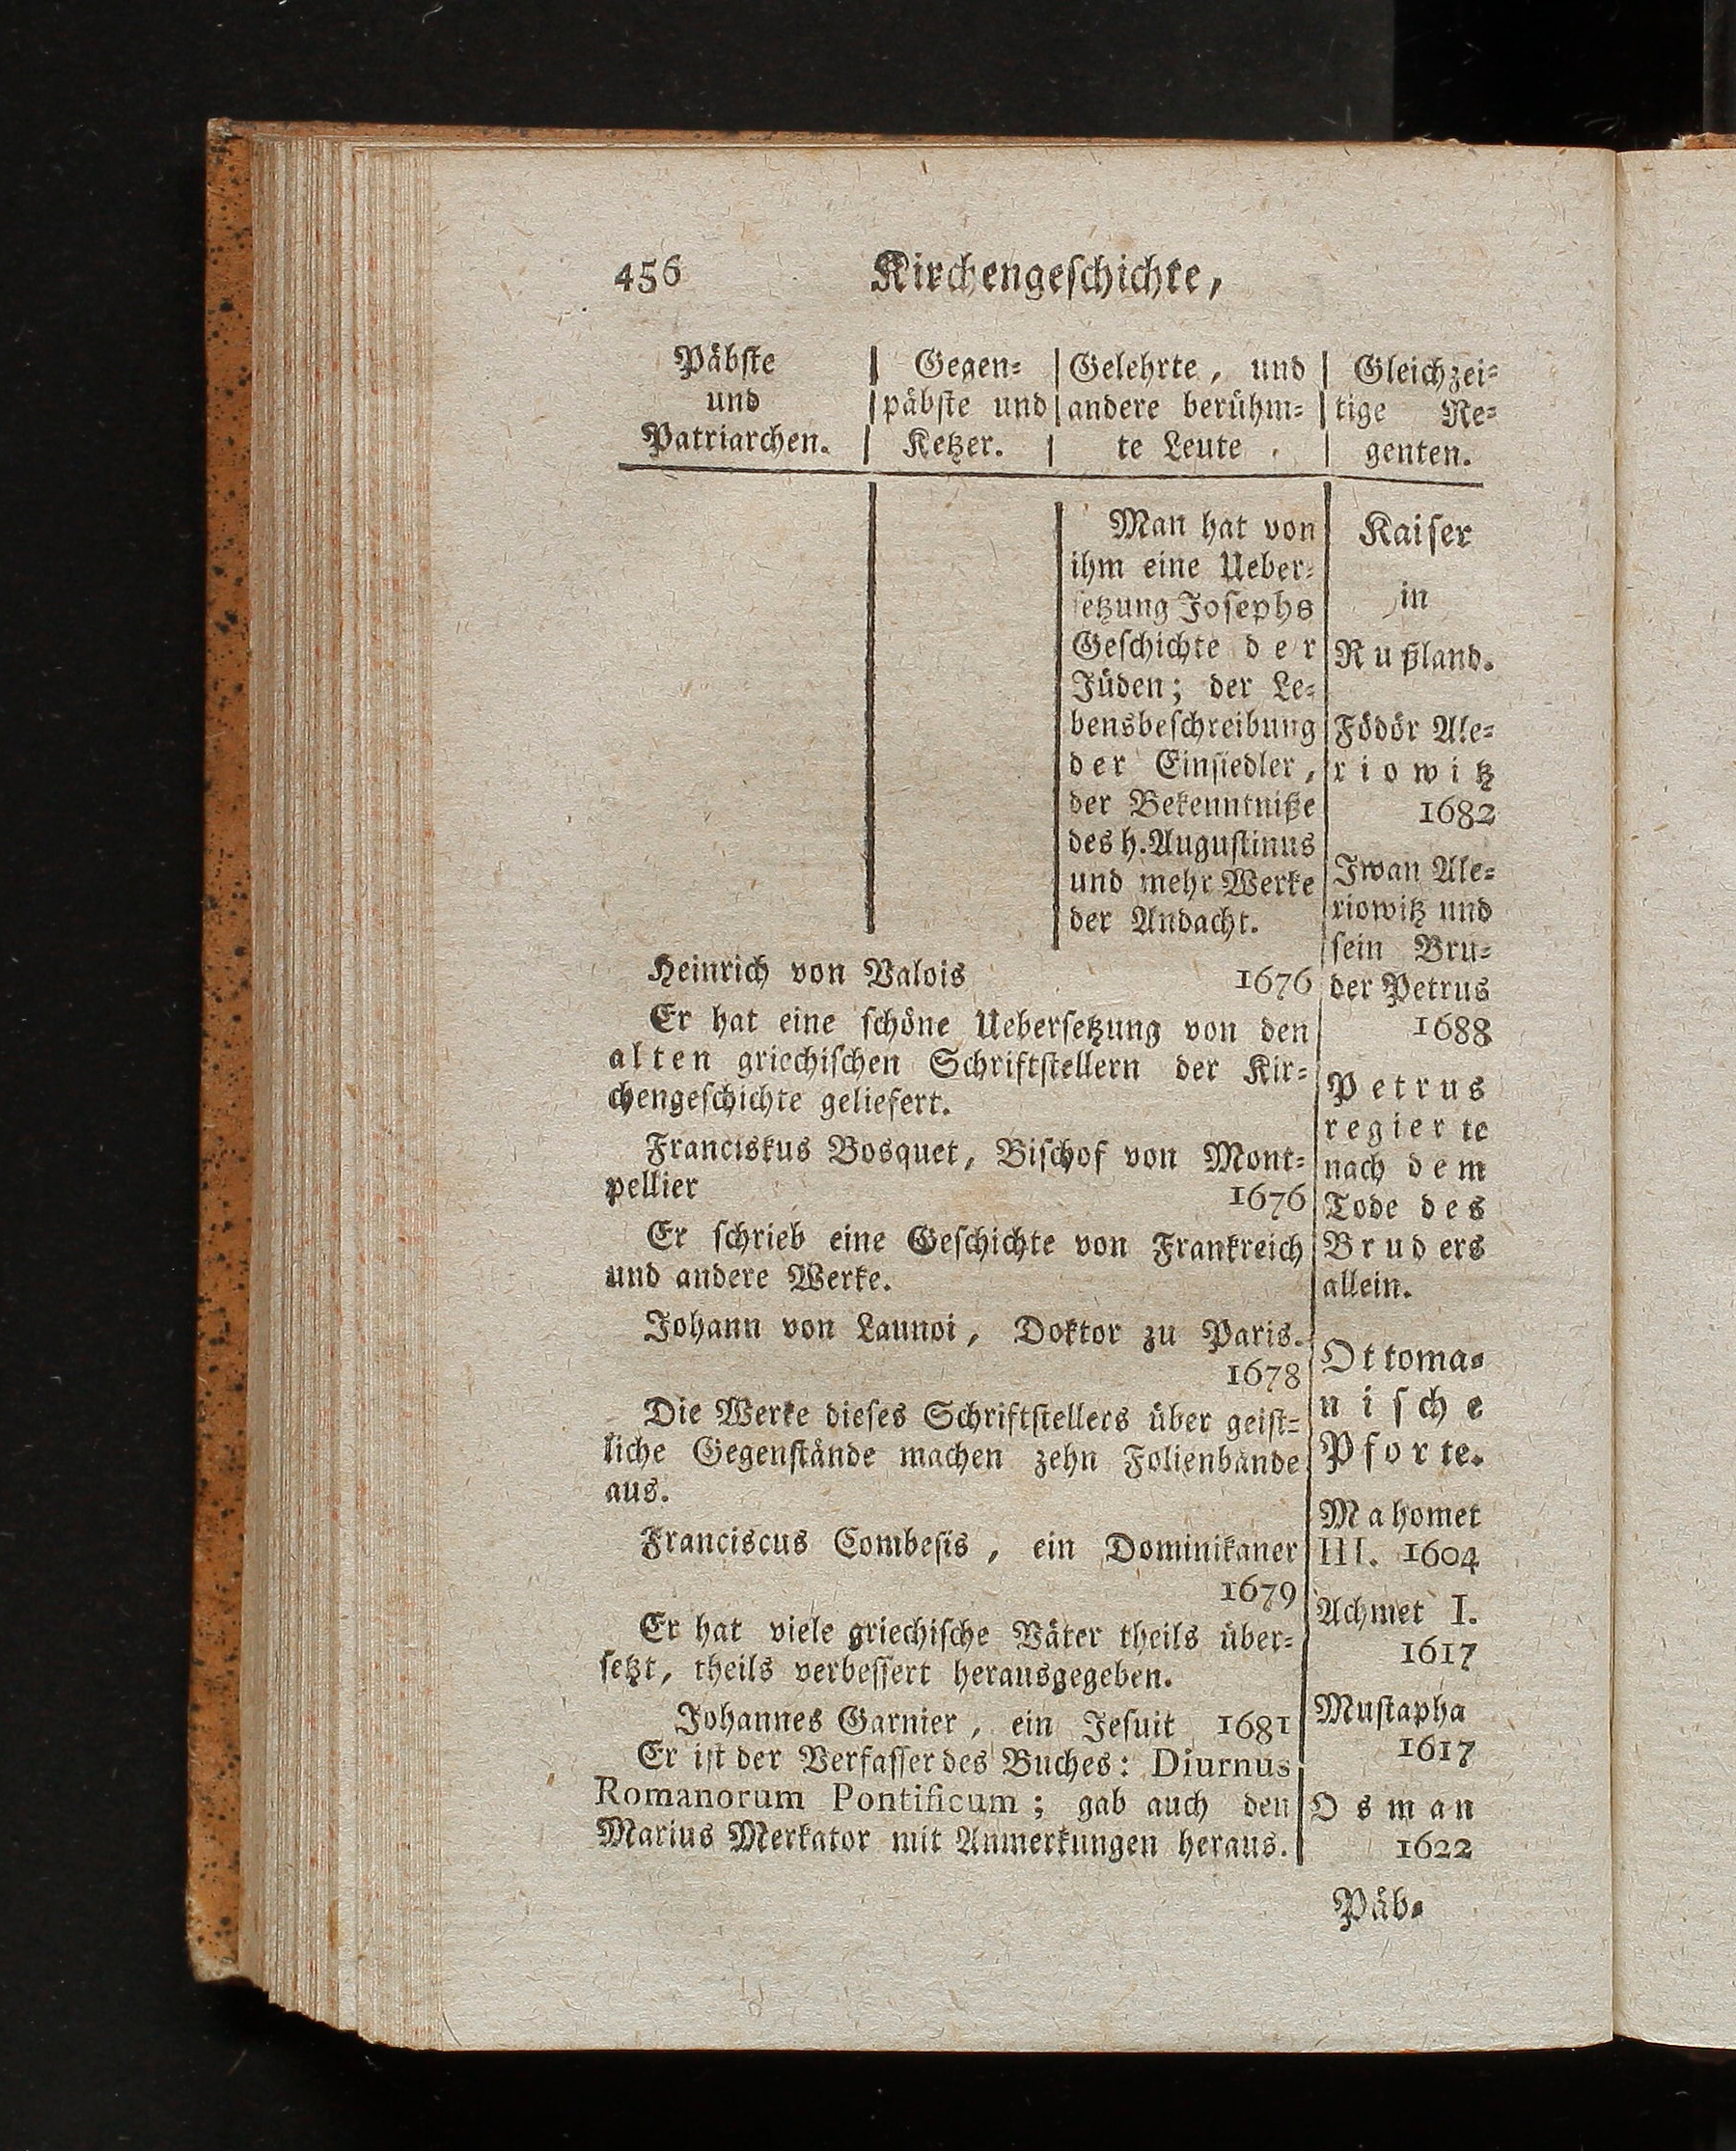 456 Kirchengeſchichte,
Päbſte
und
Patriarchen.
Gegen⸗
päbſte und
Ketzer.
Gelehrte, und
andere berühm⸗
te Leute.
Gleichzei⸗
tige Re⸗
genten.
Man hat von
ihm eine Ueber⸗
ſetzung Joſephs
Geſchichte der
Jüden; der Le⸗
bensbeſchreibung
der Einſiedler,
der Bekenntniße
des h. Auguſtinus
und mehr Werke
der Andacht.
Heinrich von Valois 1676
Er hat eine ſchöne Ueberſetzung von den
alten griechiſchen Schriftſtellern der Kir⸗
chengeſchichte geliefert.
Franciskus Bosquet, Biſchof von Mont⸗
pellier 1676
Er ſchrieb eine Geſchichte von Frankreich
und andere Werke.
Johann von Launoi, Doktor zu Paris.
1678
Die Werke dieſes Schriftſtellers über geiſt⸗
liche Gegenſtände machen zehn Folienbände
aus.
Franciscus Combeſis, ein Dominikaner
1679
Er hat viele griechiſche Väter theils über⸗
ſetzt, theils verbeſſert herausgegeben.
Johannes Garnier, ein Jeſuit 1681
Er iſt der Verfaſſer des Buches: Diurnus
Romanorum Pontificum; gab auch den
Marius Merkator mit Anmerkungen heraus.
Kaiſer
in
Rußland.
Födör Ale⸗
xiowitz
1682
Iwan Ale⸗
xiowitz und
ſein Bru⸗
der Petrus
1688
Petrus
regierte
nach dem
Tode des
Bruders
allein.
Ottoma⸗
niſche
Pforte.
Mahomet
III. 1604
Achmet I.
1617
Muſtapha
1617
Osman
1622
Päb⸗